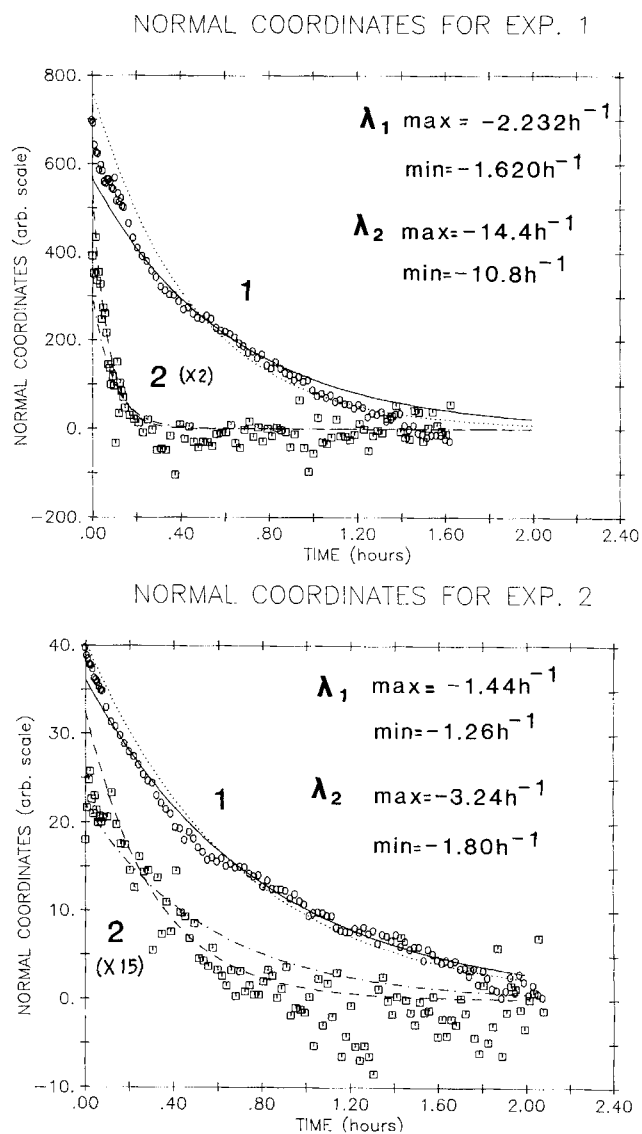 NORMAL COORDINATES FOR EXP. 1
800.
600.
400.
200.
0.
-200.
NORMAL COORDINATES (arb. scale)
λ1 max = -2.232h-1
min=-1.620h-1
λ2 max=-14.4h-1
min=-10.8h-1
1
2 (X2)
.00 .40 .80 1.20 1.60 2.00 2.40
TIME (hours)
NORMAL COORDINATES FOR EXP. 2
40.
30.
20.
10.
0.
-10.
NORMAL COORDINATES (arb. scale)
λ1 max= -1.44h-1
min=-1.26h-1
λ2 max=-3.24h-1
min=-1.80h-1
1
2
(X15)
.00 .40 .80 1.20 1.60 2.00 2.40
TIME (hours)